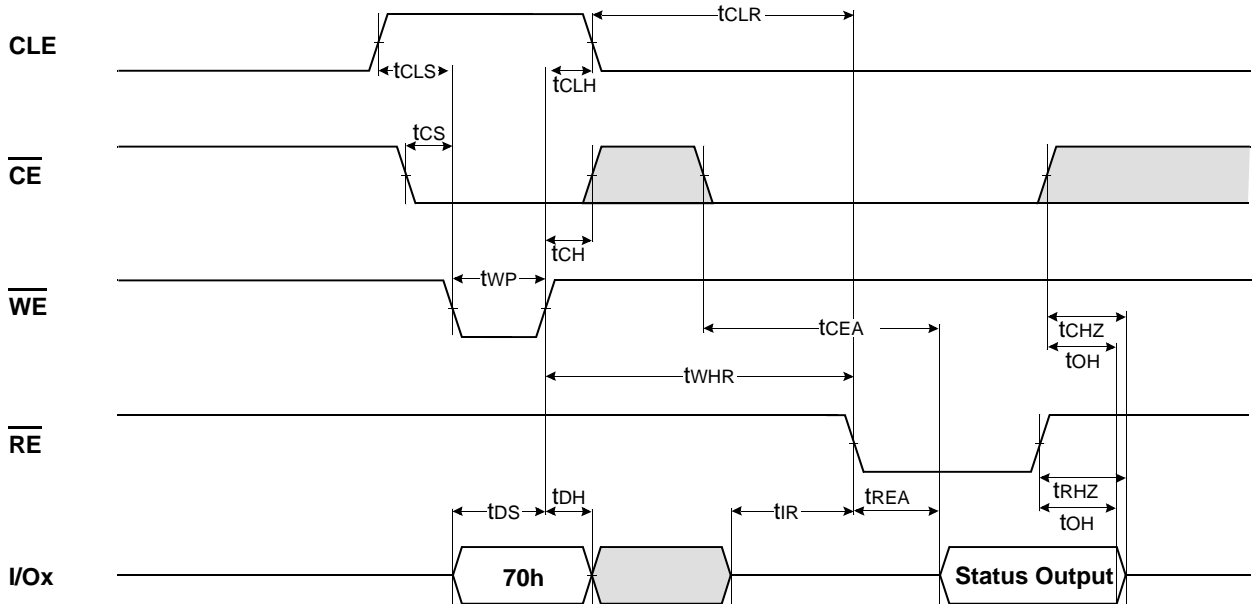 tCLR
CLE
tCLS
tCLH
tCS
CE
tCH
tWP
WE
tCEA
tCHZ
tOH
tWHR
RE
tDH
tRHZ
tDS
tIR
tREA
tOH
I/Ox
70h
Status Output